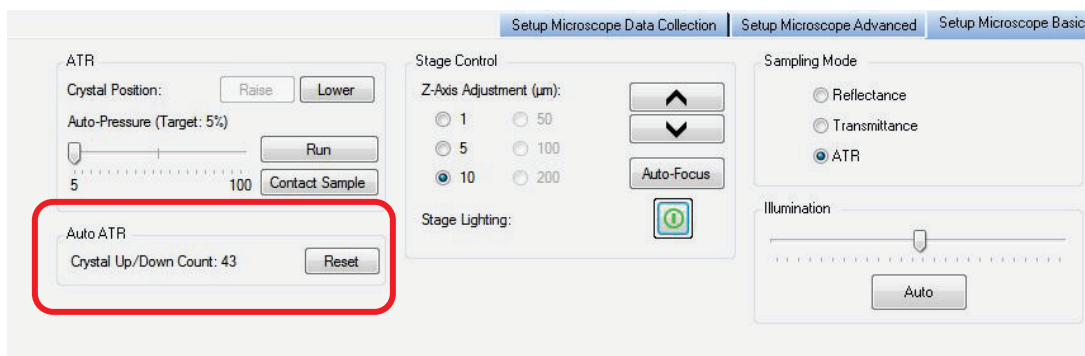 Setup Microscope Data Collection
Setup Microscope Advanced
Setup Microscope Basic
ATR
Crystal Position:
Raise
Lower
Auto-Pressure (Target: 5%)
Run
5
100
Contact Sample
Auto ATR
Crystal Up/Down Count: 43
Reset
Stage Control
Z-Axis Adjustment (µm):
1
50
5
100
10
200
Auto-Focus
Stage Lighting:
Sampling Mode
Reflectance
Transmittance
ATR
Illumination
Auto